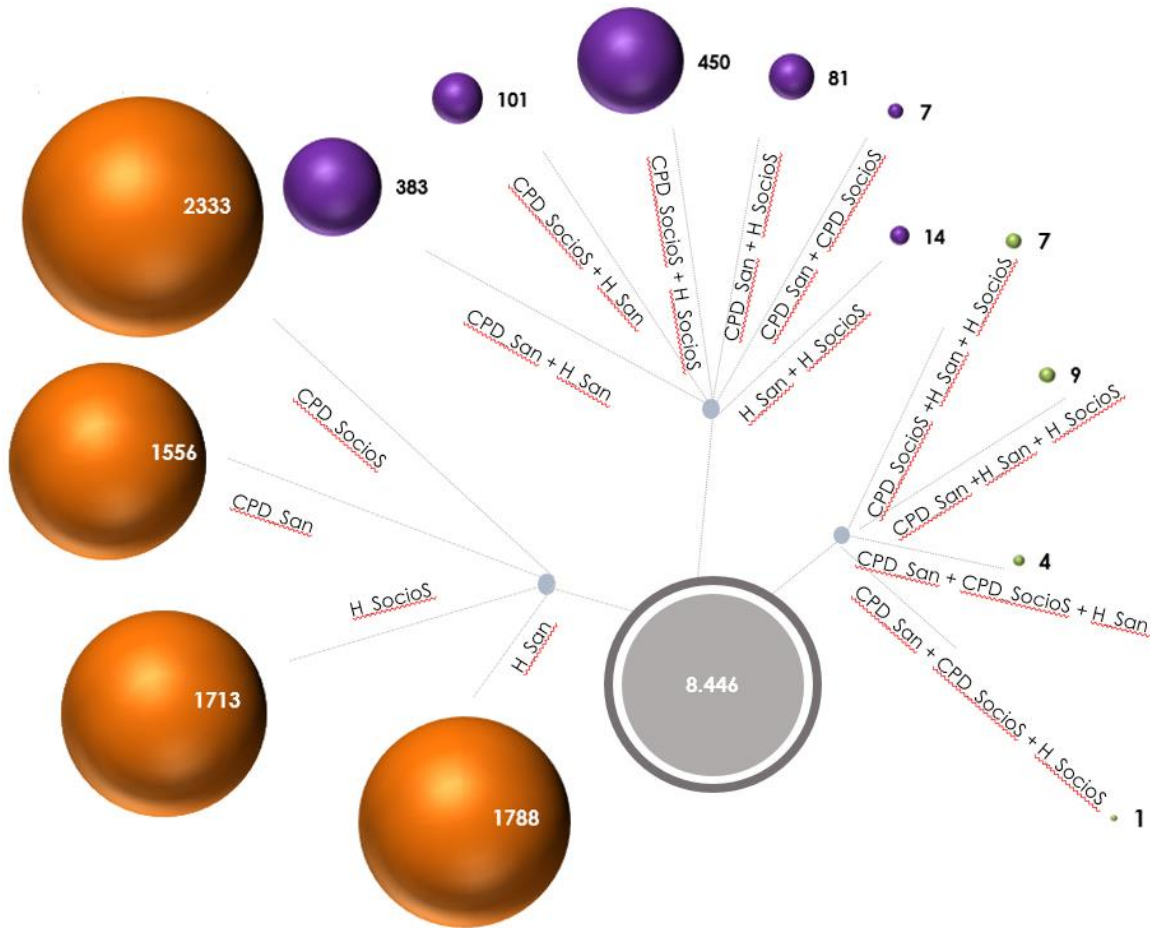 450
81
101
7
2333
383
14
7
9
4
1
1556
1713
1788
8.446
CPD_SocioS
CPD_San
H_SocioS
H_San
CPD_San + H_San
CPD_SocioS + H_San
CPD_SocioS + H_SocioS
CPD_San + H_SocioS
CPD_San + CPD_SocioS
H_San + H_SocioS
CPD_SocioS +H_San + H_SocioS
CPD_San +H_San + H_SocioS
CPD_San + CPD_SocioS + H_San
CPD_San + CPD_SocioS + H_SocioS